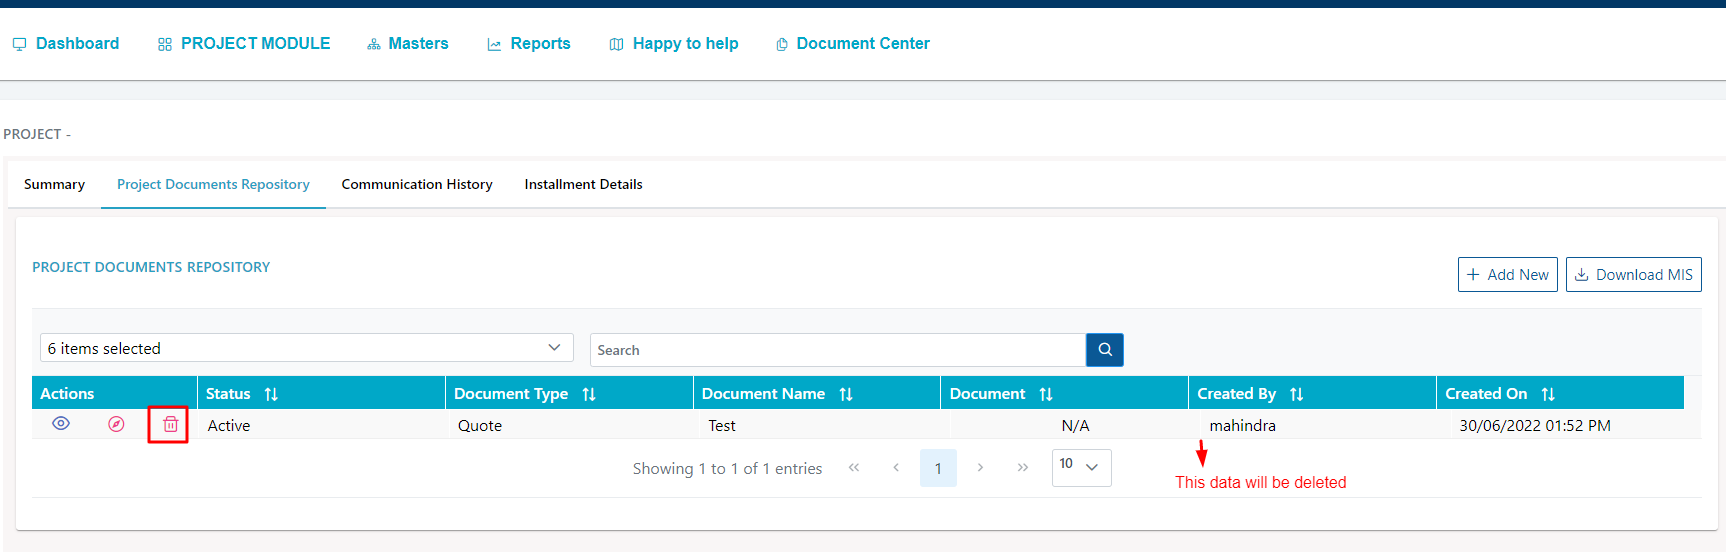 Dashboard PROJECT MODULE Masters Reports Happy to help Document Center
PROJECT -
Summary Project Documents Repository Communication History Installment Details
PROJECT DOCUMENTS REPOSITORY
Add New Download MIS
6 items selected Search
Actions Status Document Type Document Name Document Created By Created On
Active Quote Test N/A mahindra 30/06/2022 01:52 PM
Showing 1 to 1 of 1 entries « ‹ 1 › » 10
This data will be deleted